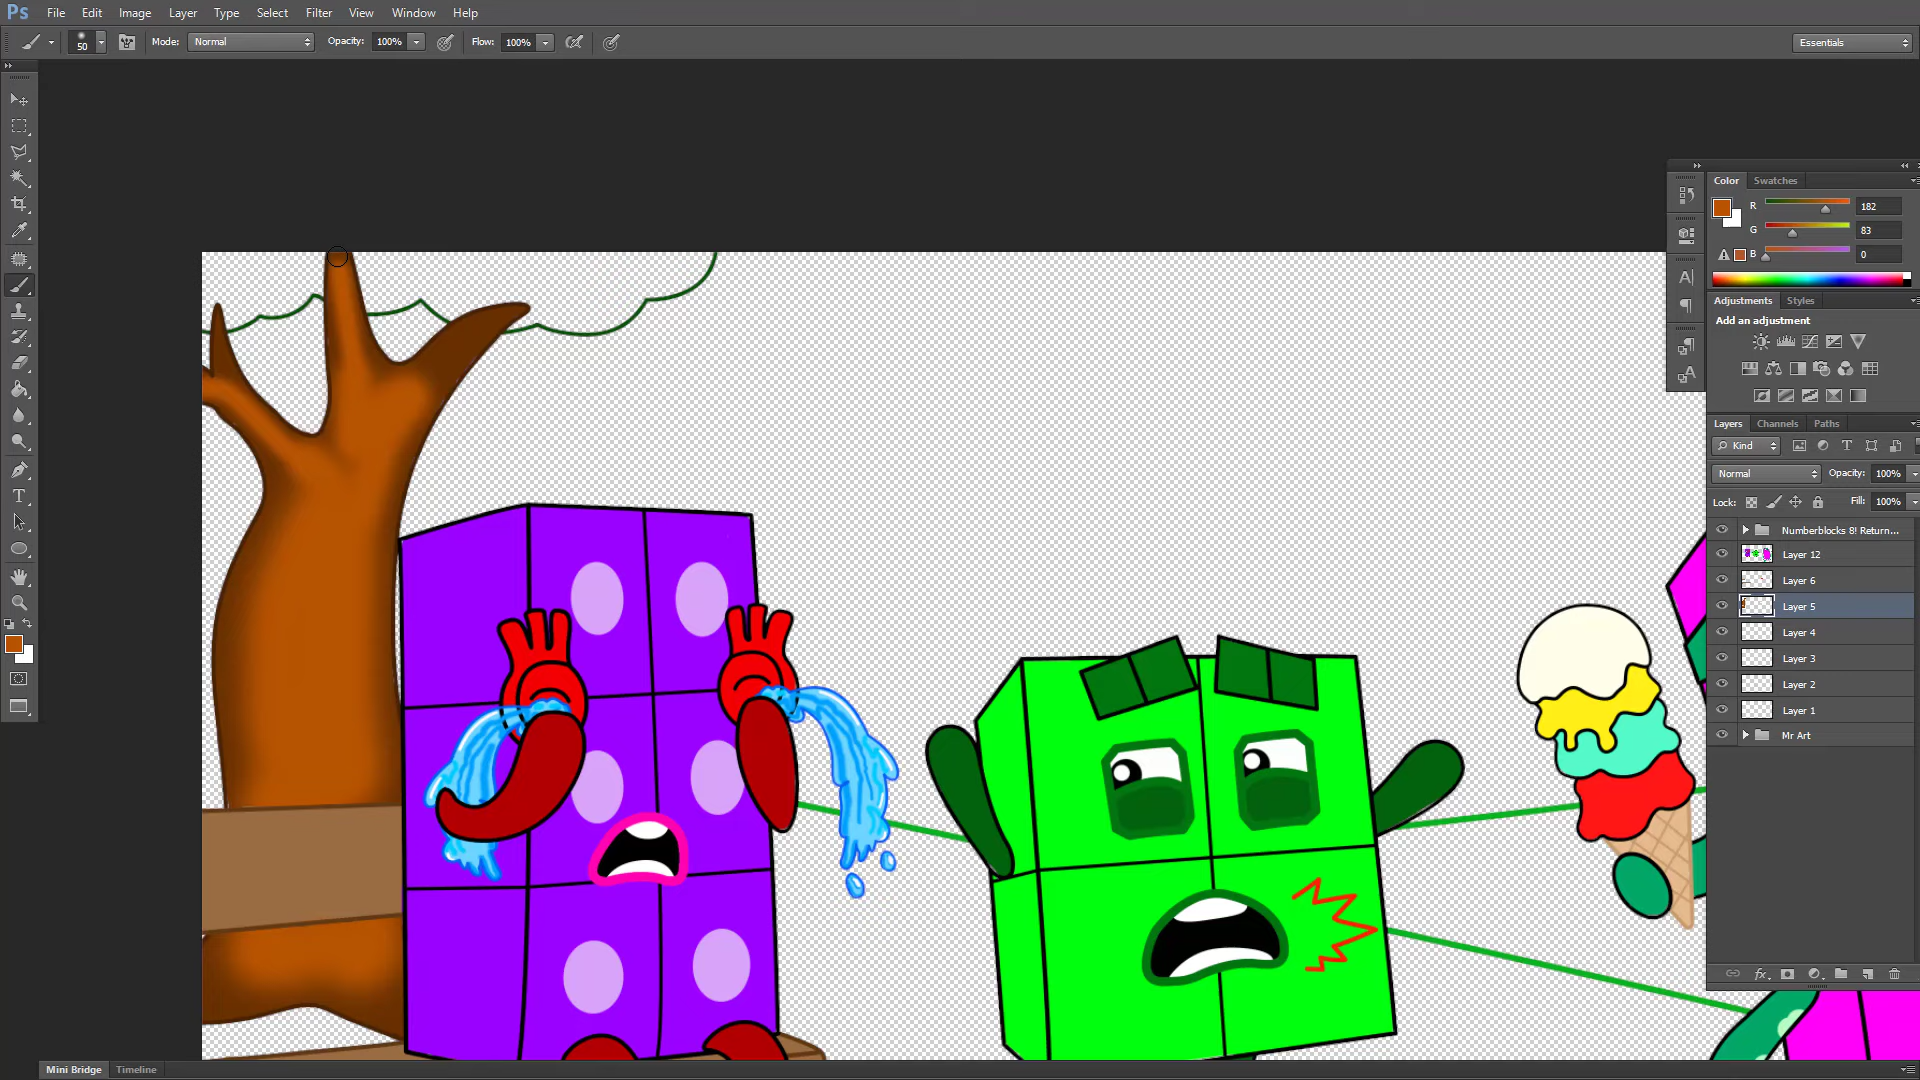 Ps File Edit Image Layer Type Select Filter View Window Help
50 Mode: Normal Opacity: 100% Flow: 100% Essentials
Color Swatches
R 182
G 83
B 0
Adjustments Styles
Add an adjustment
Layers Channels Paths
Kind
Normal Opacity: 100%
Lock: Fill: 100%
Numberblocks 8! Return...
Layer 12
Layer 6
Layer 5
Layer 4
Layer 3
Layer 2
Layer 1
Mr Art
Mini Bridge Timeline